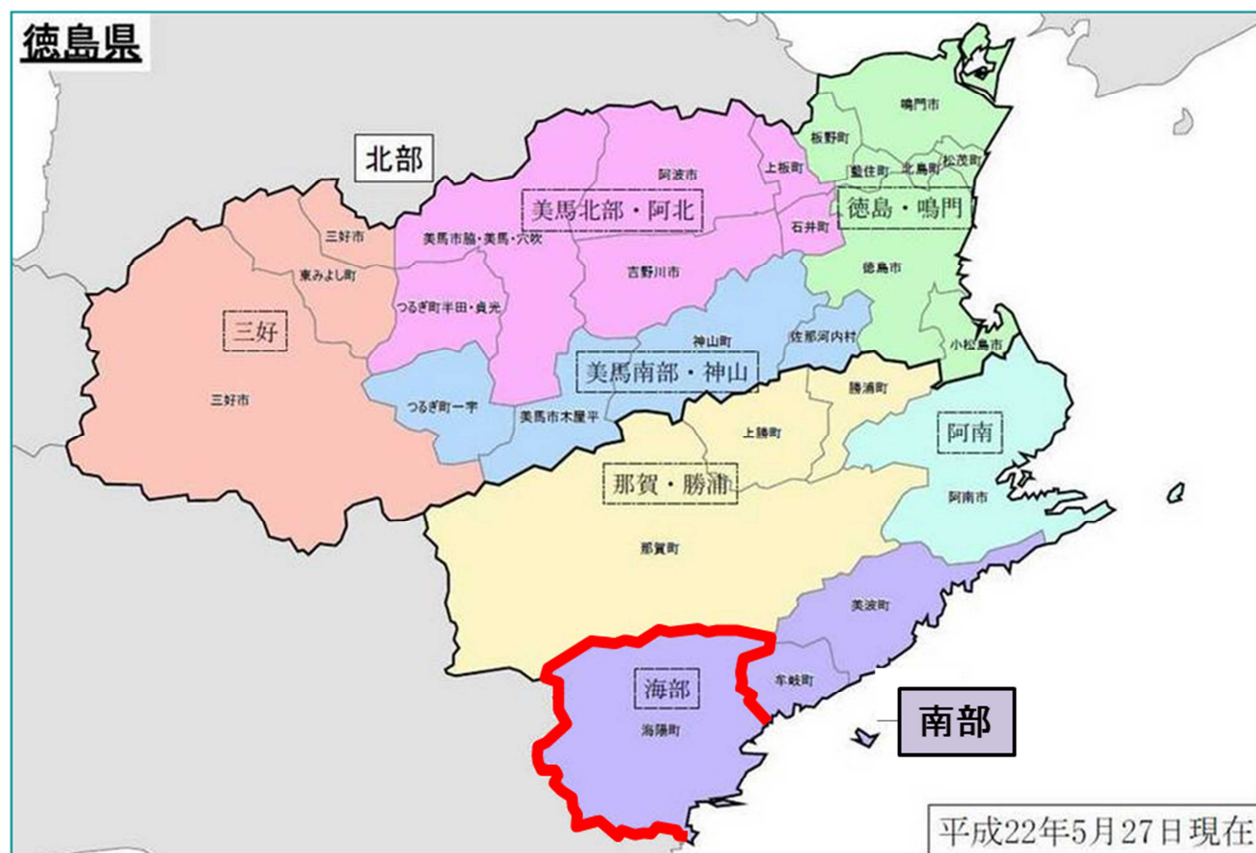 徳島県
北部
鳴門市
板野町
松茂町
藍住町
北島町
上板町
阿波市
美馬北部・阿北
徳島・鳴門
石井町
三好市
美馬市脇・美馬・穴吹
東みよし町
吉野川市
徳島市
つるぎ町半田・貞光
三好
神山町
佐那河内村
小松島市
美馬南部・神山
三好市
つるぎ町一宇
美馬市木屋平
勝浦町
上勝町
阿南
那賀・勝浦
阿南市
那賀町
美波町
海部
牟岐町
海陽町
南部
平成22年5月27日現在